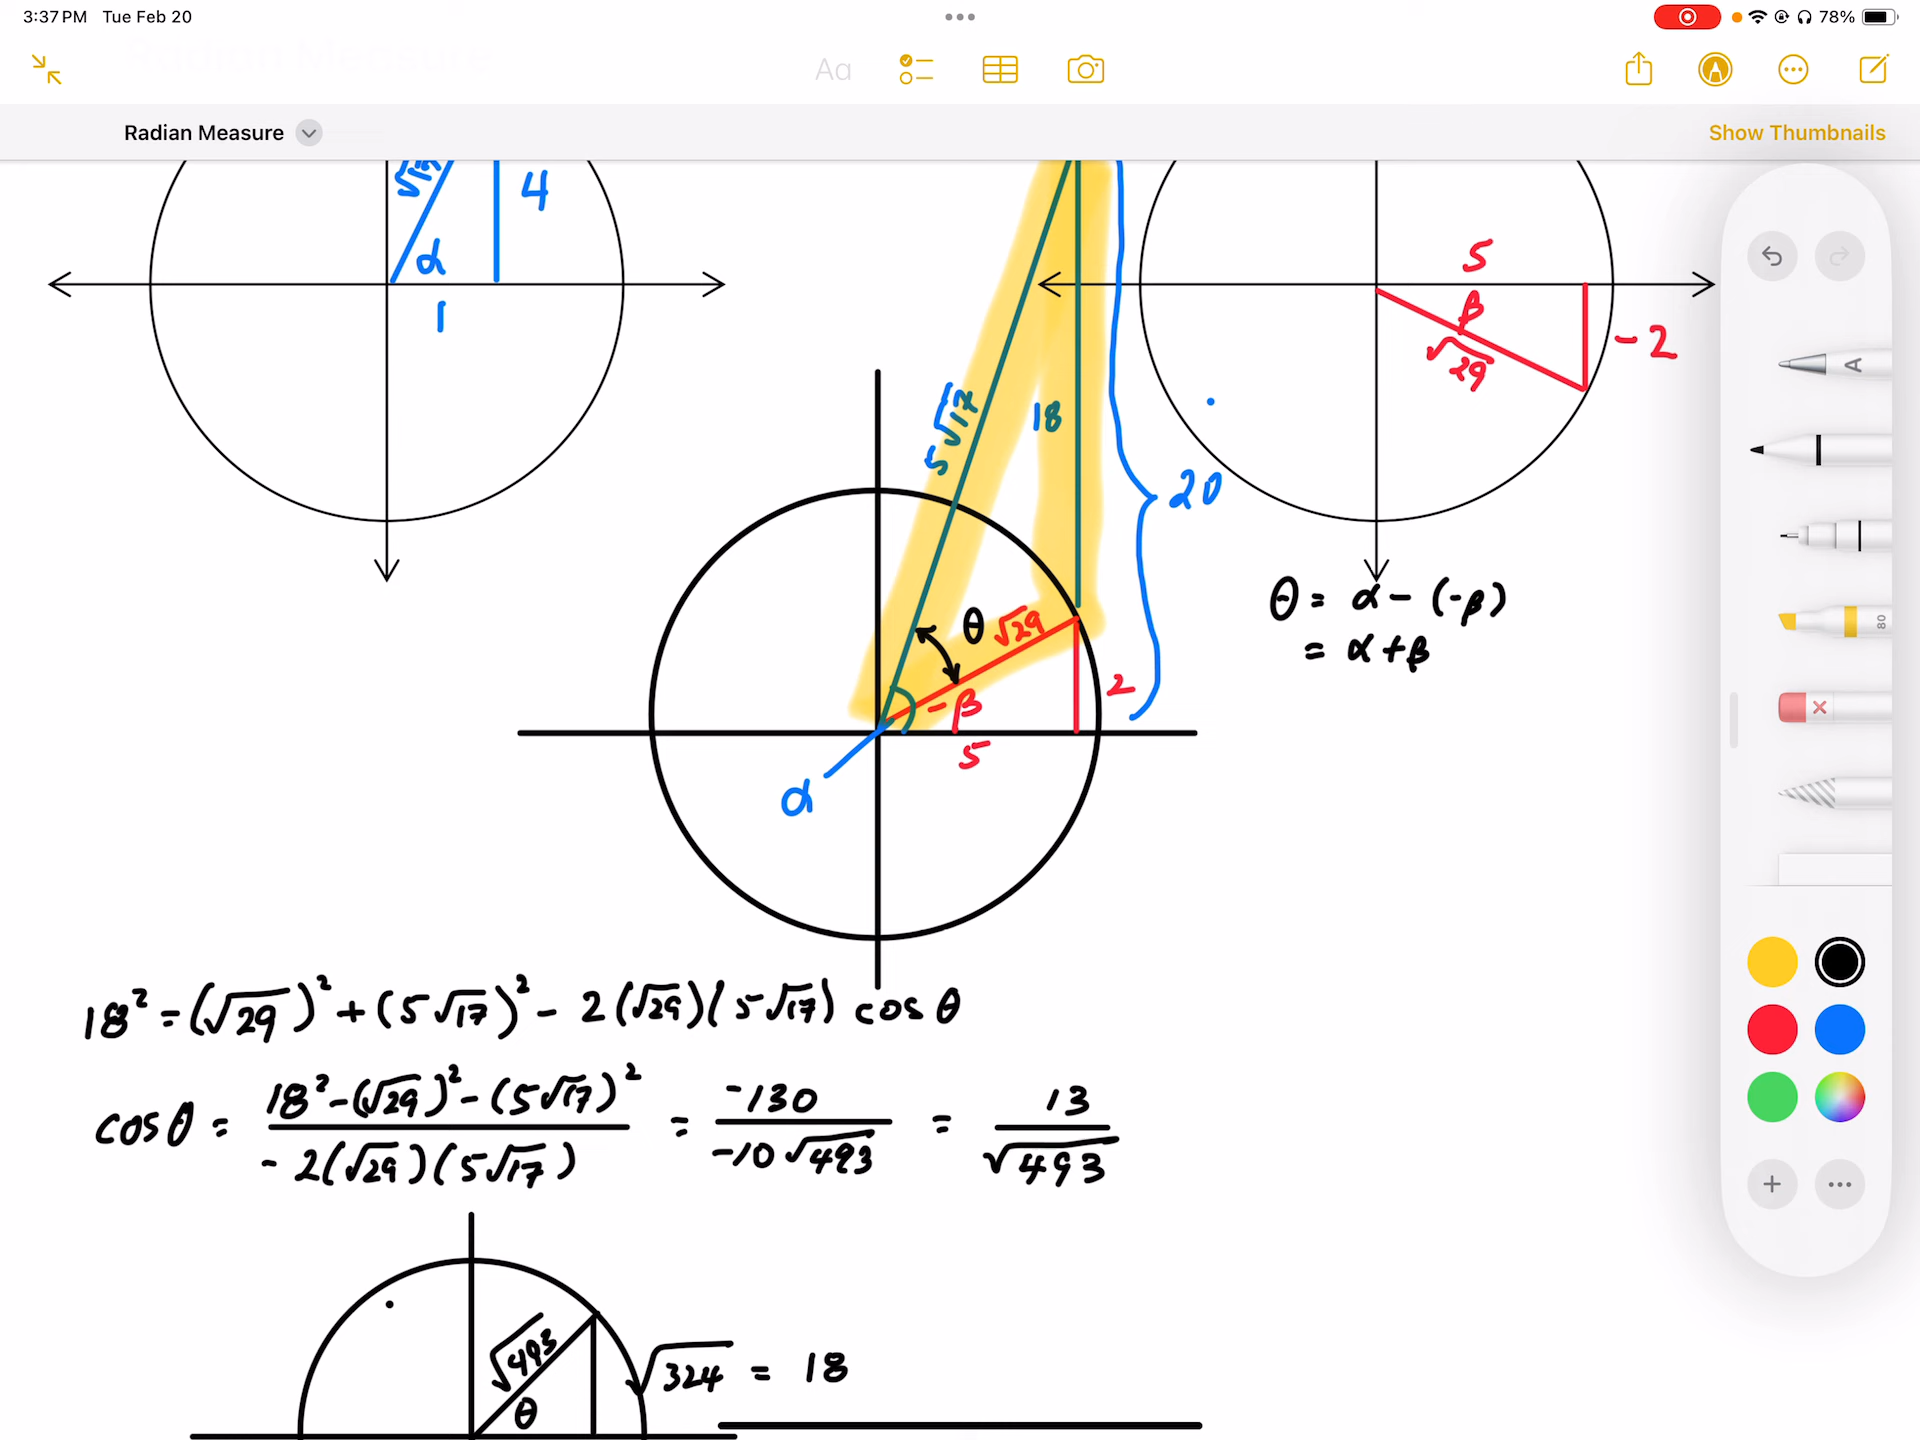 3:37 PM Tue Feb 20
78%
Aa
Radian Measure
Show Thumbnails
4
α
1
5
β
√29
-2
5√17
18
20
θ
√29
-β
2
5
α
θ = α - (-β)
= α + β
18² = (√29)² + (5√17)² - 2(√29)(5√17) cos θ
cos θ = (18² - (√29)² - (5√17)²) / (-2(√29)(5√17)) = -130 / (-10√493) = 13 / √493
√493
θ
√324 = 18
A
80